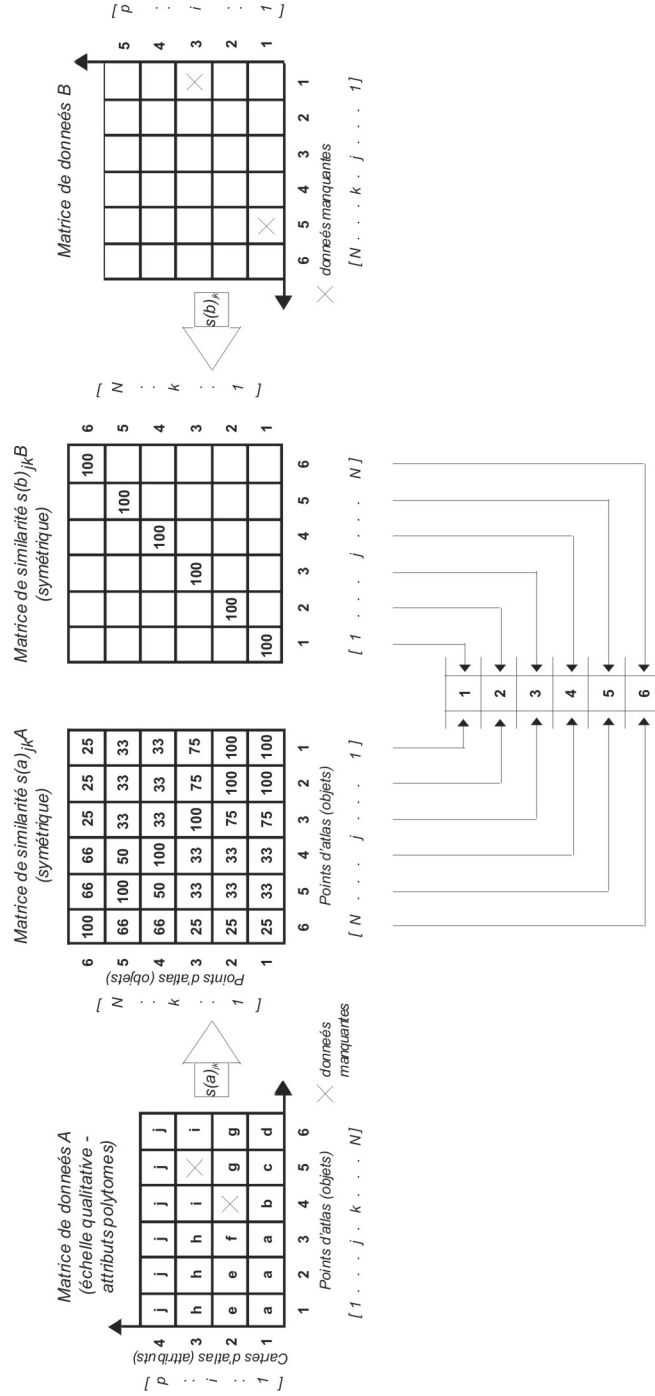 Matrice de donneés A
(échelle qualitative -
attributs polytomes)
[ p . . i . . 1 ]
Cartes d'atlas (attributs)
4 j j j j j j
3 h h h i i
2 e e f g g
1 a a a b c d
1 2 3 4 5 6
Points d'atlas (objets)
[ 1 . . . j . k . . . N ]
donneés
manquantes
s(a)jk
Matrice de similarité s(a)jkA
(symétrique)
[ N . . k . . 1 ]
Points d'atlas (objets)
6 100 66 66 25 25 25
5 66 100 50 33 33 33
4 66 50 100 33 33 33
3 25 33 33 100 75 75
2 25 33 33 75 100 100
1 25 33 33 75 100 100
6 5 4 3 2 1
Points d'atlas (objets)
[ N . . . j . . . 1 ]
Matrice de similarité s(b)jkB
(symétrique)
100 6
100 5
100 4
100 3
100 2
100 1
1 2 3 4 5 6
[ N . . k . . 1 ]
[ 1 . . . j . . . N ]
1
2
3
4
5
6
s(b)jk
Matrice de donneés B
5
4
3
2
1
6 5 4 3 2 1
donneés manquantes
[ p . . i . . 1 ]
[ N . . . k . j . . . 1 ]